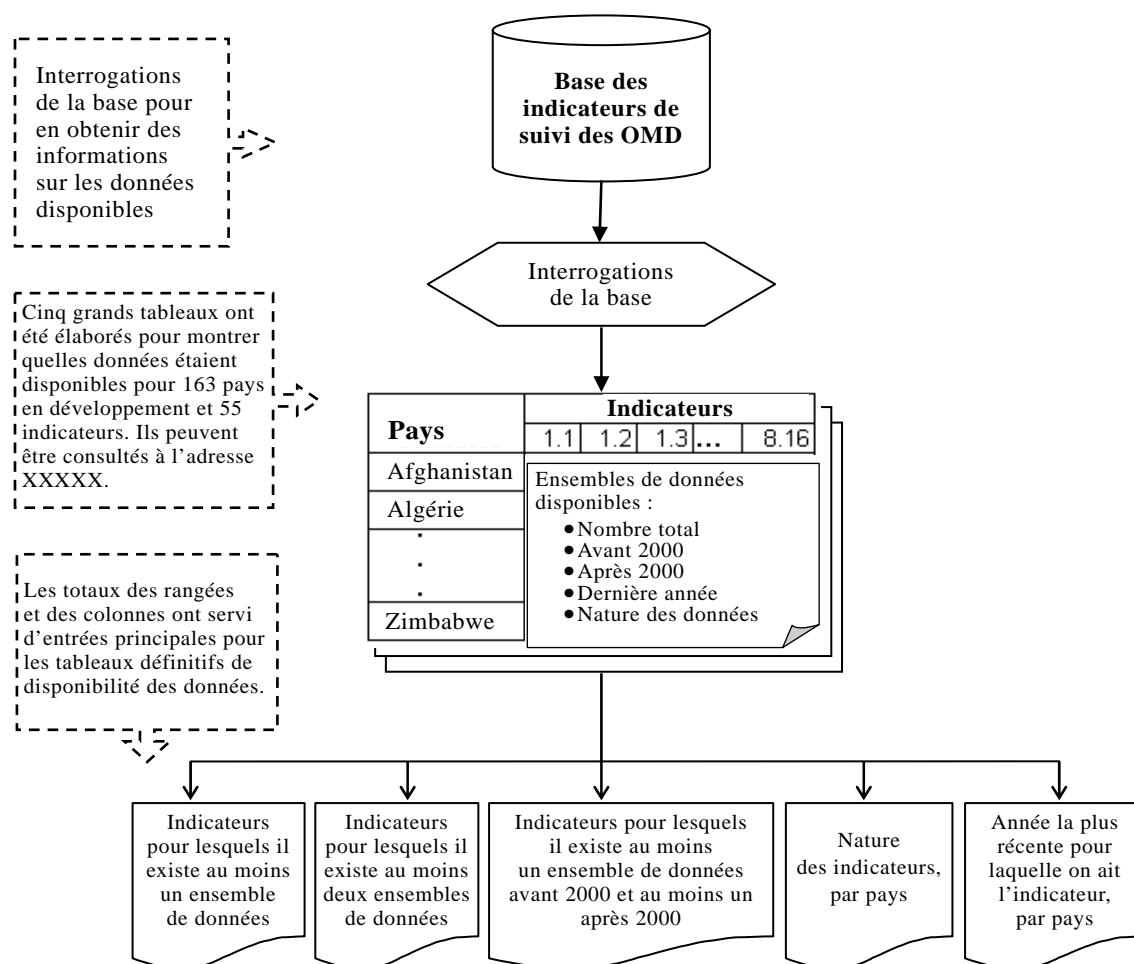 Base des
indicateurs de
suivi des OMD
Interrogations
de la base pour
en obtenir des
informations
sur les données
disponibles
Interrogations
de la base
Cinq grands tableaux ont
été élaborés pour montrer
quelles données étaient
disponibles pour 163 pays
en développement et 55
indicateurs. Ils peuvent
être consultés à l'adresse
XXXXX.
Pays
Indicateurs
1.1 1.2 1.3 ... 8.16
Afghanistan
Algérie
.
.
.
Zimbabwe
Ensembles de données
disponibles :
•Nombre total
•Avant 2000
•Après 2000
•Dernière année
•Nature des données
Les totaux des rangées
et des colonnes ont servi
d'entrées principales pour
les tableaux définitifs de
disponibilité des données.
Indicateurs
pour lesquels il
existe au moins
un ensemble
de données
Indicateurs
pour lesquels il
existe au moins
deux ensembles
de données
Indicateurs pour lesquels
il existe au moins
un ensemble de données
avant 2000 et au moins un
après 2000
Nature
des indicateurs,
par pays
Année la plus
récente pour
laquelle on ait
l'indicateur,
par pays